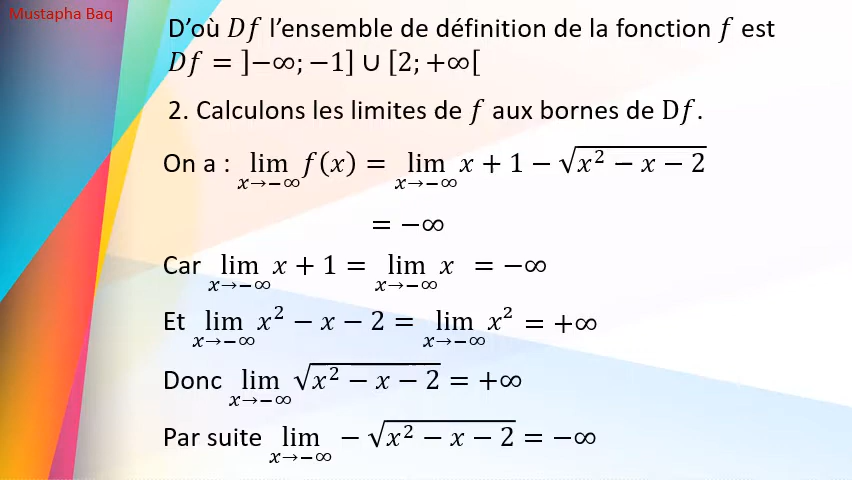 Mustapha Baq
D’où 𝐷𝑓 l’ensemble de définition de la fonction 𝑓 est
𝐷𝑓 = ]−∞; −1] ∪ [2; +∞[
2. Calculons les limites de 𝑓 aux bornes de D𝑓.
On a : lim_{x→−∞} f(x) = lim_{x→−∞} x + 1 − √(x² − x − 2)
= −∞
Car lim_{x→−∞} x + 1 = lim_{x→−∞} x = −∞
Et lim_{x→−∞} x² − x − 2 = lim_{x→−∞} x² = +∞
Donc lim_{x→−∞} √(x² − x − 2) = +∞
Par suite lim_{x→−∞} −√(x² − x − 2) = −∞